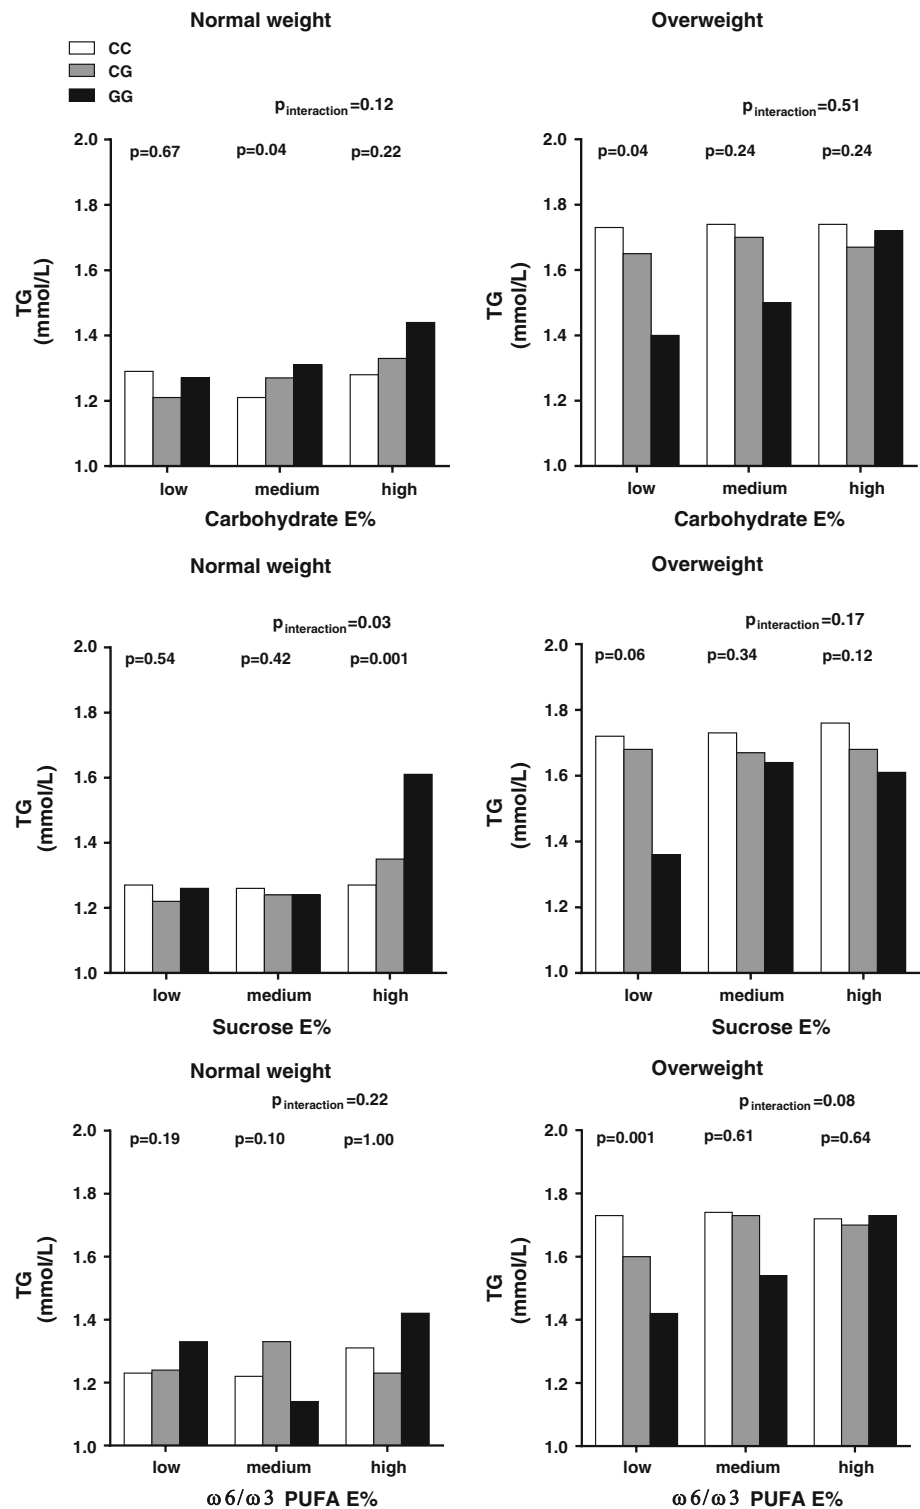 Normal weight
Overweight
CC
CG
GG
p interaction=0.12
p interaction=0.51
2.0
p=0.67 p=0.04 p=0.22
2.0
p=0.04 p=0.24 p=0.24
1.8
1.8
1.6
1.6
TG
(mmol/L)
TG
(mmol/L)
1.4
1.4
1.2
1.2
1.0
1.0
low medium high
low medium high
Carbohydrate E%
Carbohydrate E%
Normal weight
Overweight
p interaction=0.03
p interaction=0.17
2.0
p=0.54 p=0.42 p=0.001
2.0
p=0.06 p=0.34 p=0.12
1.8
1.8
1.6
1.6
TG
(mmol/L)
TG
(mmol/L)
1.4
1.4
1.2
1.2
1.0
1.0
low medium high
low medium high
Sucrose E%
Sucrose E%
Normal weight
Overweight
p interaction=0.22
p interaction=0.08
2.0
p=0.19 p=0.10 p=1.00
2.0
p=0.001 p=0.61 p=0.64
1.8
1.8
1.6
1.6
TG
(mmol/L)
TG
(mmol/L)
1.4
1.4
1.2
1.2
1.0
1.0
low medium high
low medium high
ω6/ω3 PUFA E%
ω6/ω3 PUFA E%